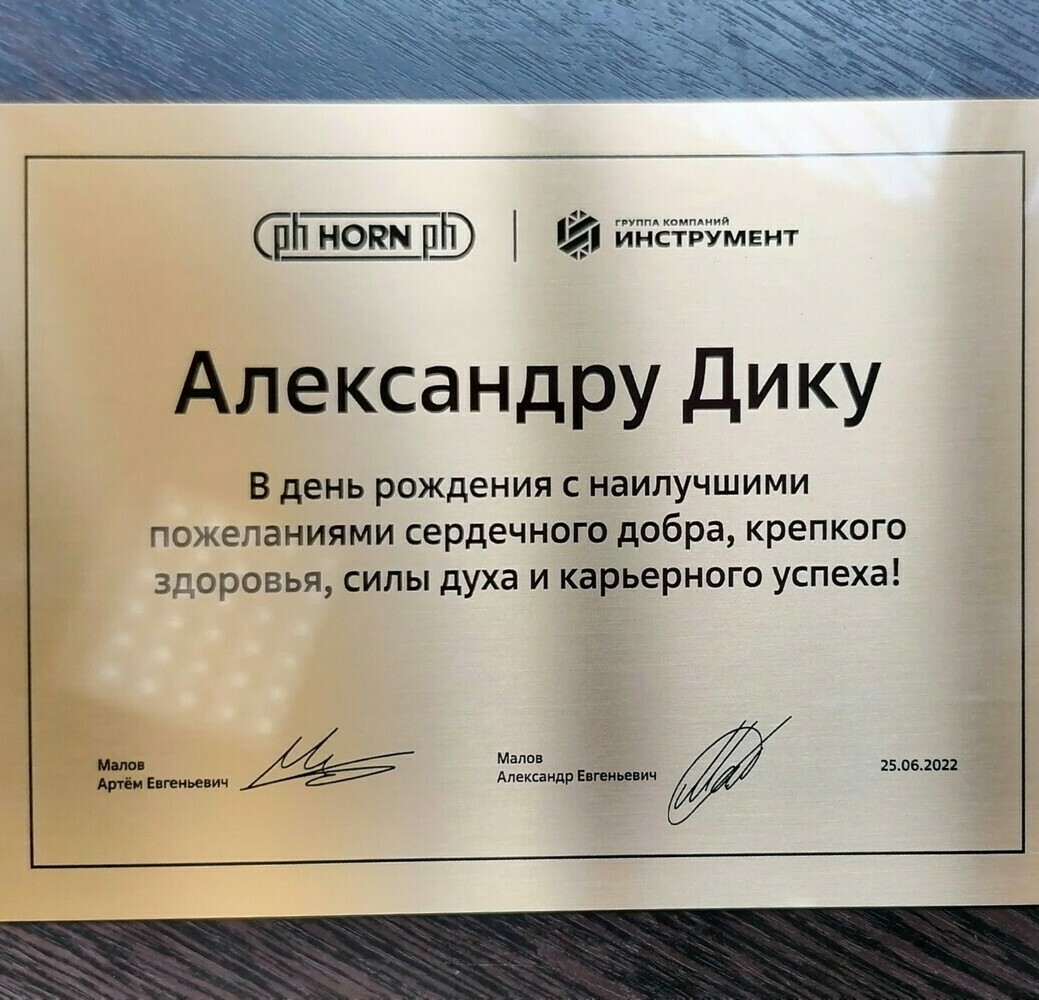 ph HORN ph
ГРУППА КОМПАНИЙ
ИНСТРУМЕНТ
Александру Дику
В день рождения с наилучшими
пожеланиями сердечного добра, крепкого
здоровья, силы духа и карьерного успеха!
Малов
Артём Евгеньевич
Малов
Александр Евгеньевич
25.06.2022